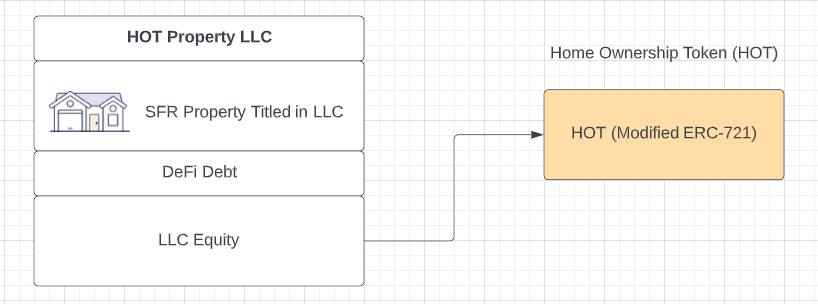 HOT Property LLC
SFR Property Titled in LLC
DeFi Debt
LLC Equity
Home Ownership Token (HOT)
HOT (Modified ERC-721)